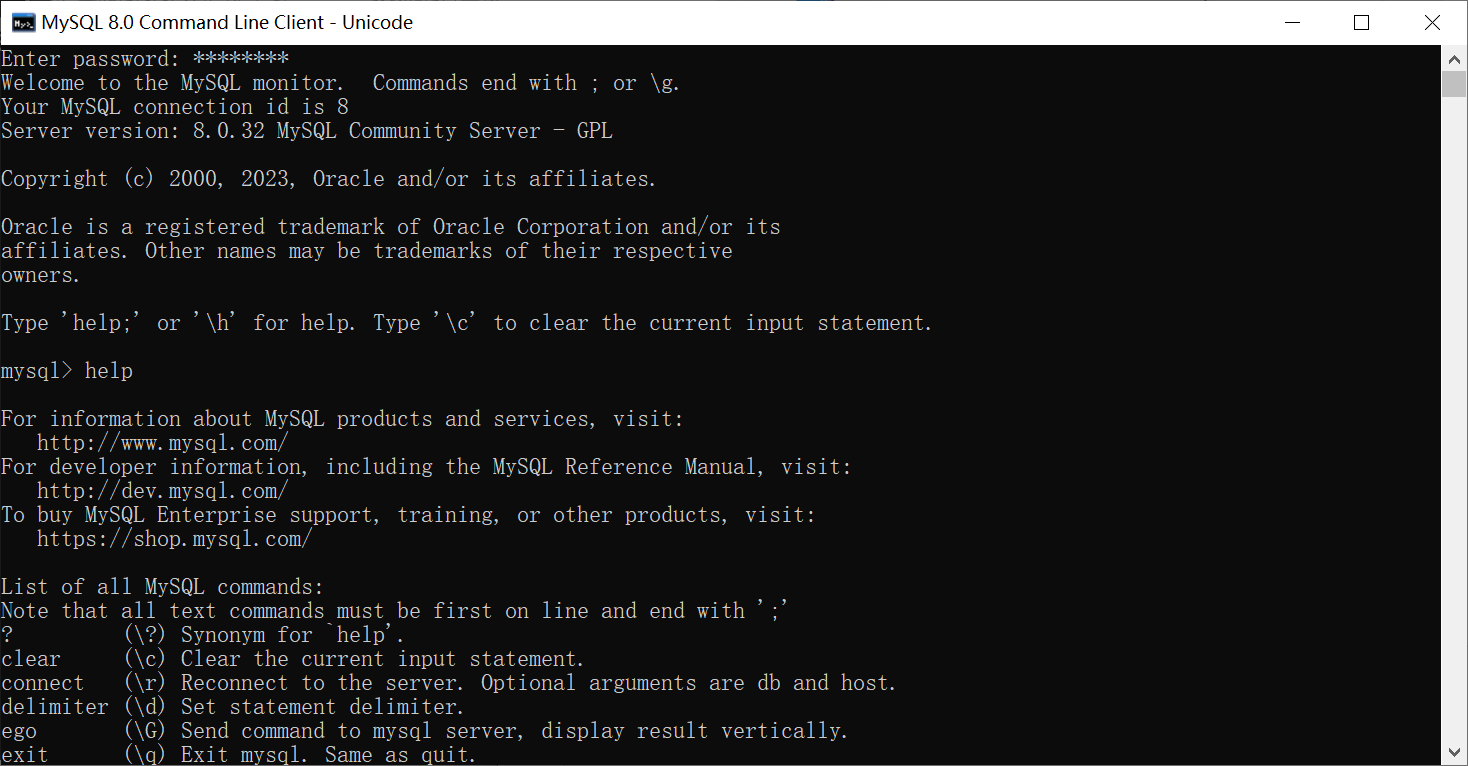 MySQL 8.0 Command Line Client - Unicode
Enter password: ********
Welcome to the MySQL monitor.  Commands end with ; or \g.
Your MySQL connection id is 8
Server version: 8.0.32 MySQL Community Server - GPL
Copyright (c) 2000, 2023, Oracle and/or its affiliates.
Oracle is a registered trademark of Oracle Corporation and/or its
affiliates. Other names may be trademarks of their respective
owners.
Type 'help;' or '\h' for help. Type '\c' to clear the current input statement.
mysql> help
For information about MySQL products and services, visit:
   http://www.mysql.com/
For developer information, including the MySQL Reference Manual, visit:
   http://dev.mysql.com/
To buy MySQL Enterprise support, training, or other products, visit:
   https://shop.mysql.com/
List of all MySQL commands:
Note that all text commands must be first on line and end with ';'
?         (\?) Synonym for `help'.
clear     (\c) Clear the current input statement.
connect   (\r) Reconnect to the server. Optional arguments are db and host.
delimiter (\d) Set statement delimiter.
ego       (\G) Send command to mysql server, display result vertically.
exit      (\q) Exit mysql. Same as quit.